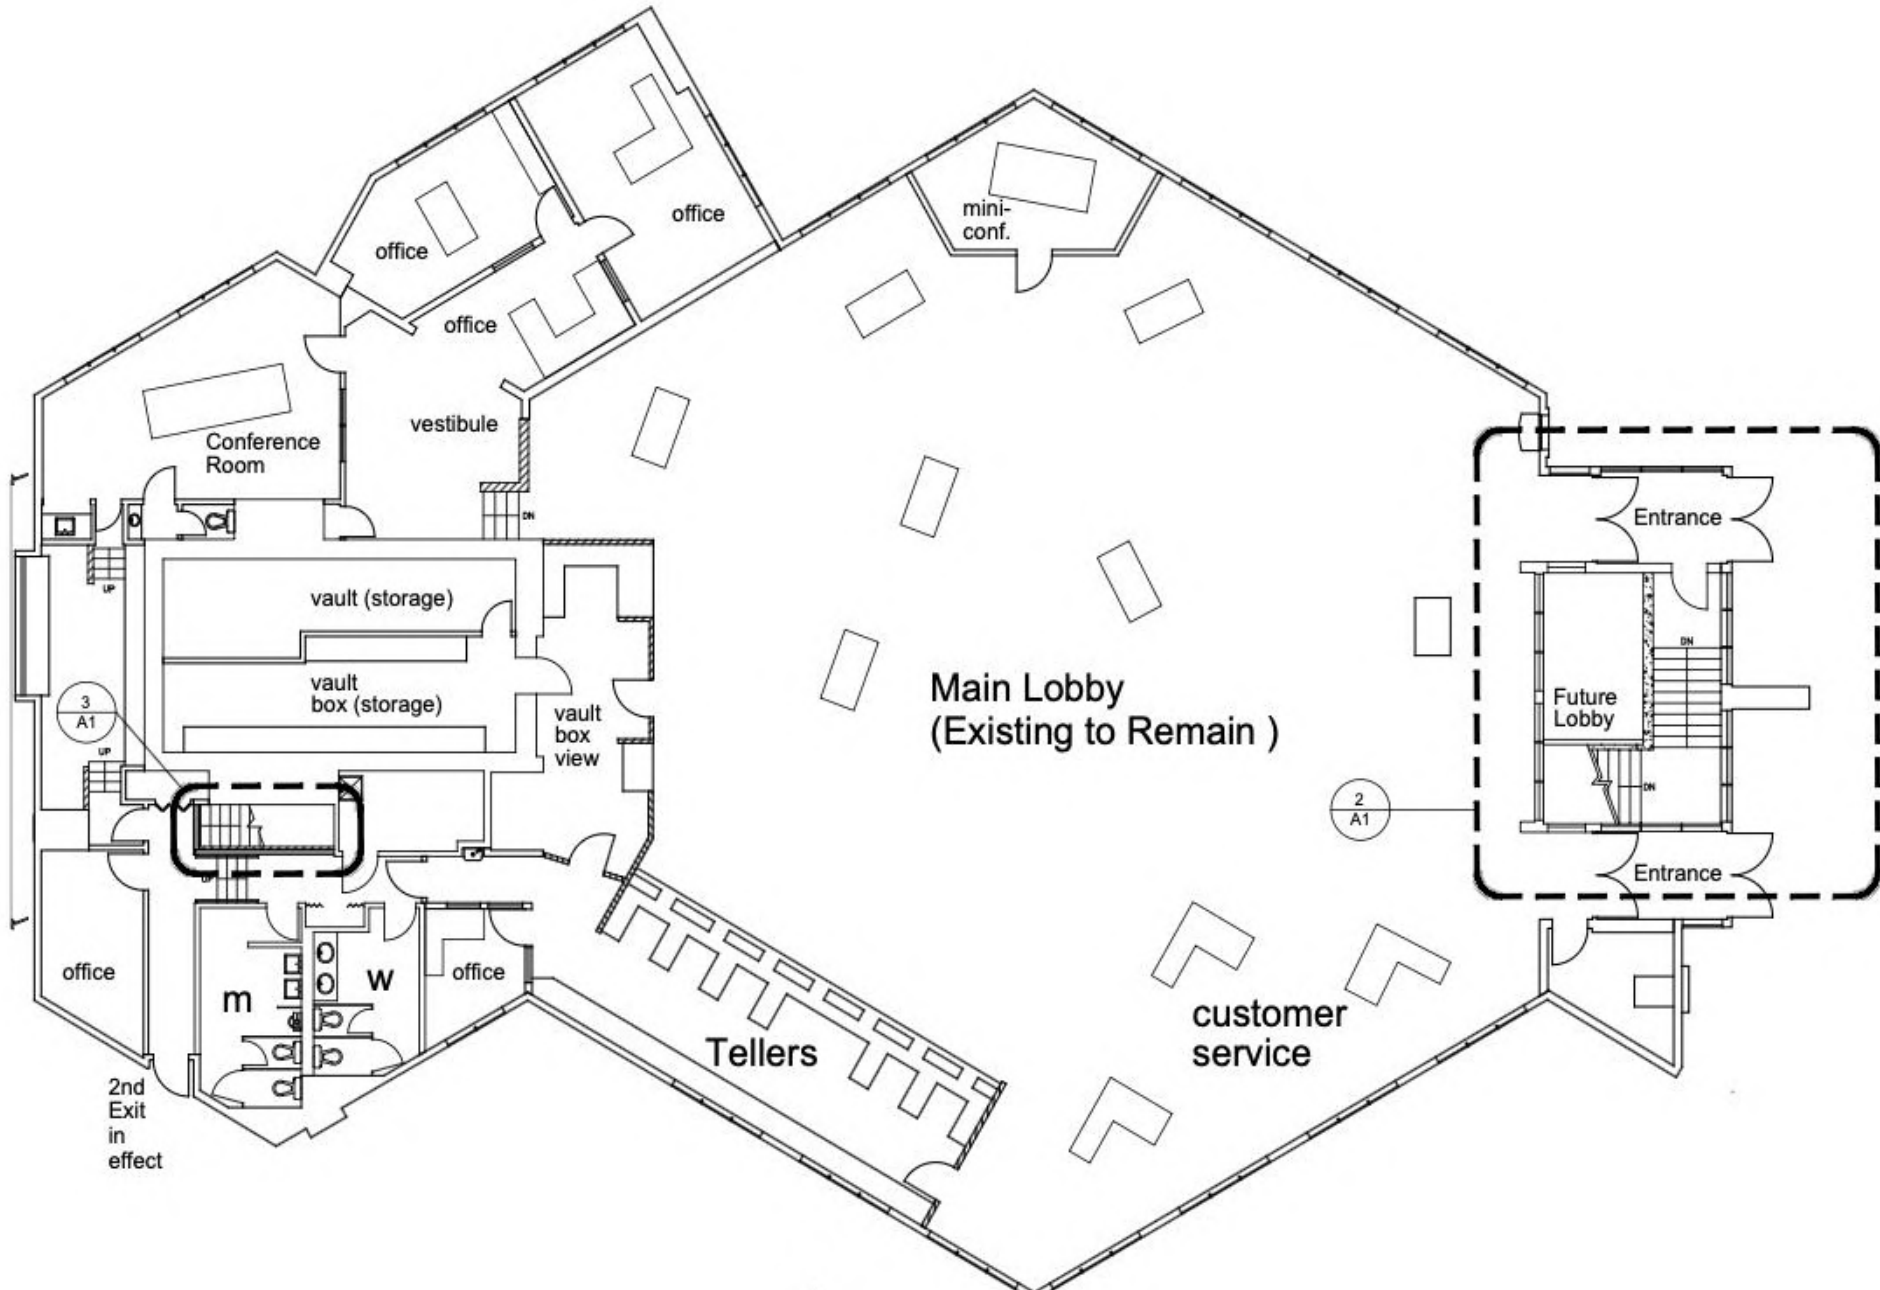 office
office
mini-
conf.
office
vestibule
Conference
Room
DN
Entrance
UP
vault (storage)
DN
vault
box (storage)
3
A1
vault
box
view
Main Lobby
(Existing to Remain )
Future
Lobby
UP
DN
2
A1
UP
Entrance
office
m
w
office
customer
service
Tellers
2nd
Exit
in
effect